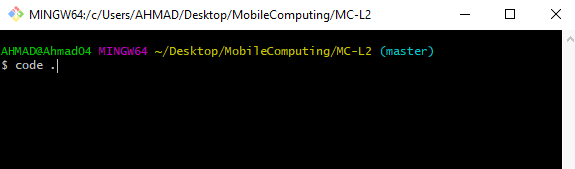 MINGW64:/c/Users/AHMAD/Desktop/MobileComputing/MC-L2
AHMAD@Ahmad04 MINGW64 ~/Desktop/MobileComputing/MC-L2 (master)
$ code .